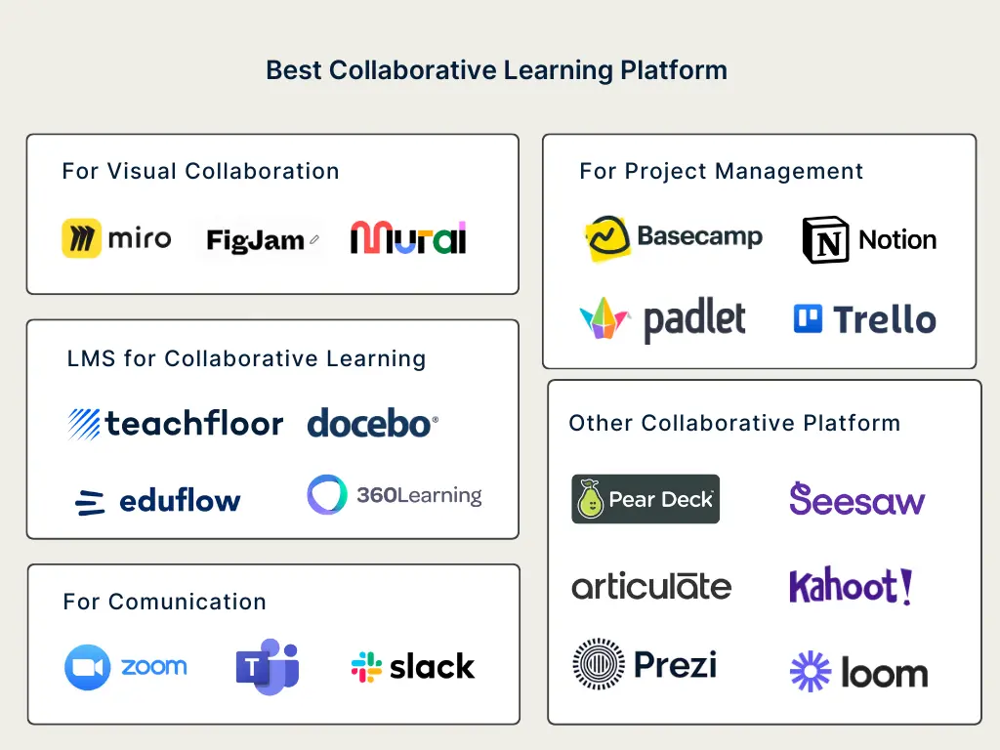 Best Collaborative Learning Platform
For Visual Collaboration
miro FigJam Mural
For Project Management
Basecamp N Notion
padlet Trello
LMS for Collaborative Learning
teachfloor docebo®
eduflow 360Learning
Other Collaborative Platform
Pear Deck™ Seesaw
articulate Kahoot!
Prezi loom
For Comunication
zoom T slack